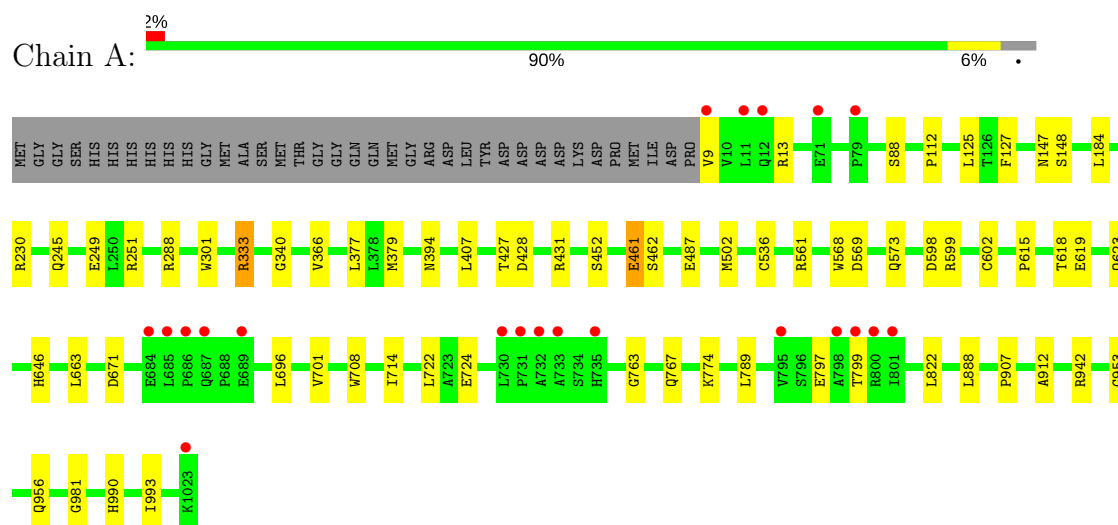 2%
Chain A:
90% 6% •
MET GLY GLY SER HIS HIS HIS HIS HIS HIS GLY MET ALA SER MET THR GLY GLY GLN GLN MET GLY ARG ASP LEU TYR ASP ASP ASP ASP LYS ASP PRO MET ILE ASP PRO V9 V10 L11 Q12 R13 E71 P79 S88 P112 L125 T126 F127 N147 S148 L184
R230 Q245 E249 L250 R251 R288 W301 R333 G340 V366 L377 L378 M379 N394 L407 T427 D428 R431 S452 E461 S462 E487 M502 C536 R561 W568 D569 Q573 D598 R599 C602 P615 T618 E619
H646 L663 D671 E684 L685 P686 Q687 P688 E689 L696 V701 W708 I714 L722 A723 E724 L730 P731 A732 A733 S734 H735 G763 Q767 K774 L789 V795 S796 E797 A798 T799 R800 I801 L822 L888 P907 A912 R942
Q956 G981 H990 I993 K1023